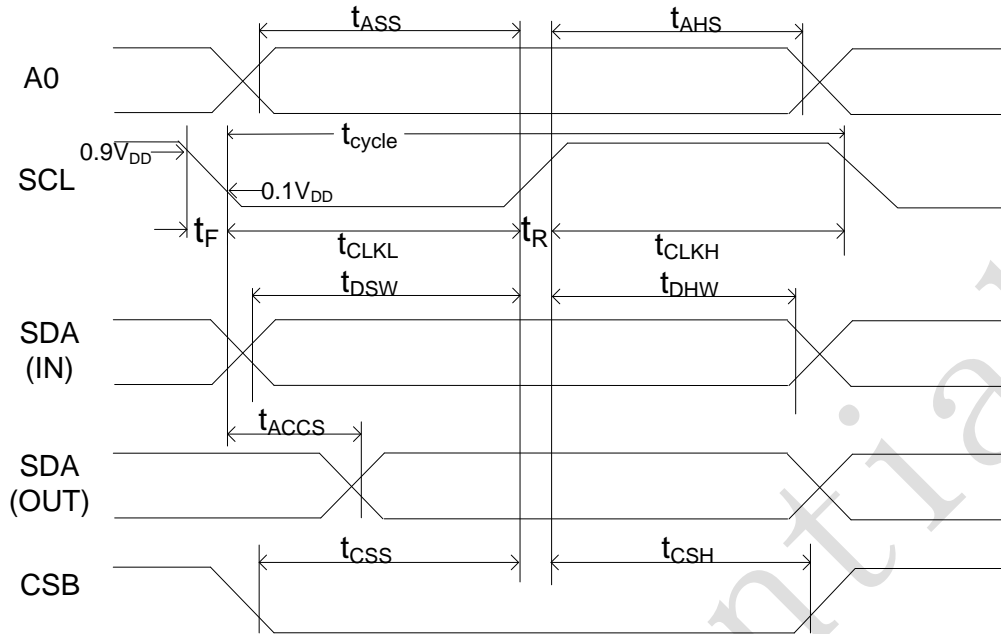 tASS
tAHS
A0
tcycle
0.9VDD
SCL
0.1VDD
tF
tCLKL
tR
tCLKH
tDSW
tDHW
SDA
(IN)
tACCS
SDA
(OUT)
tCSS
tCSH
CSB
ntial